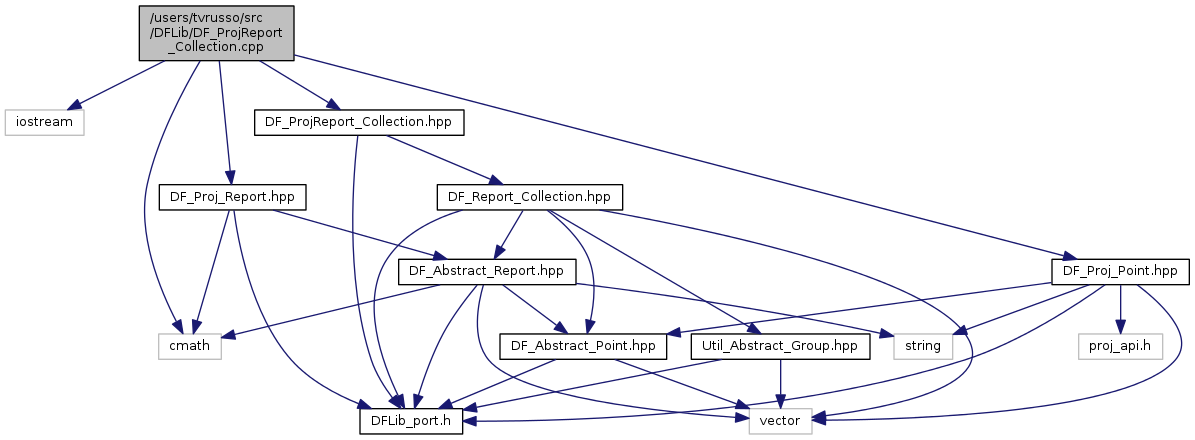 /users/tvrusso/src
/DFLib/DF_ProjReport
_Collection.cpp
iostream
DF_ProjReport_Collection.hpp
DF_Proj_Report.hpp
DF_Report_Collection.hpp
DF_Abstract_Report.hpp
DF_Proj_Point.hpp
cmath
DF_Abstract_Point.hpp
Util_Abstract_Group.hpp
string
proj_api.h
DFLib_port.h
vector